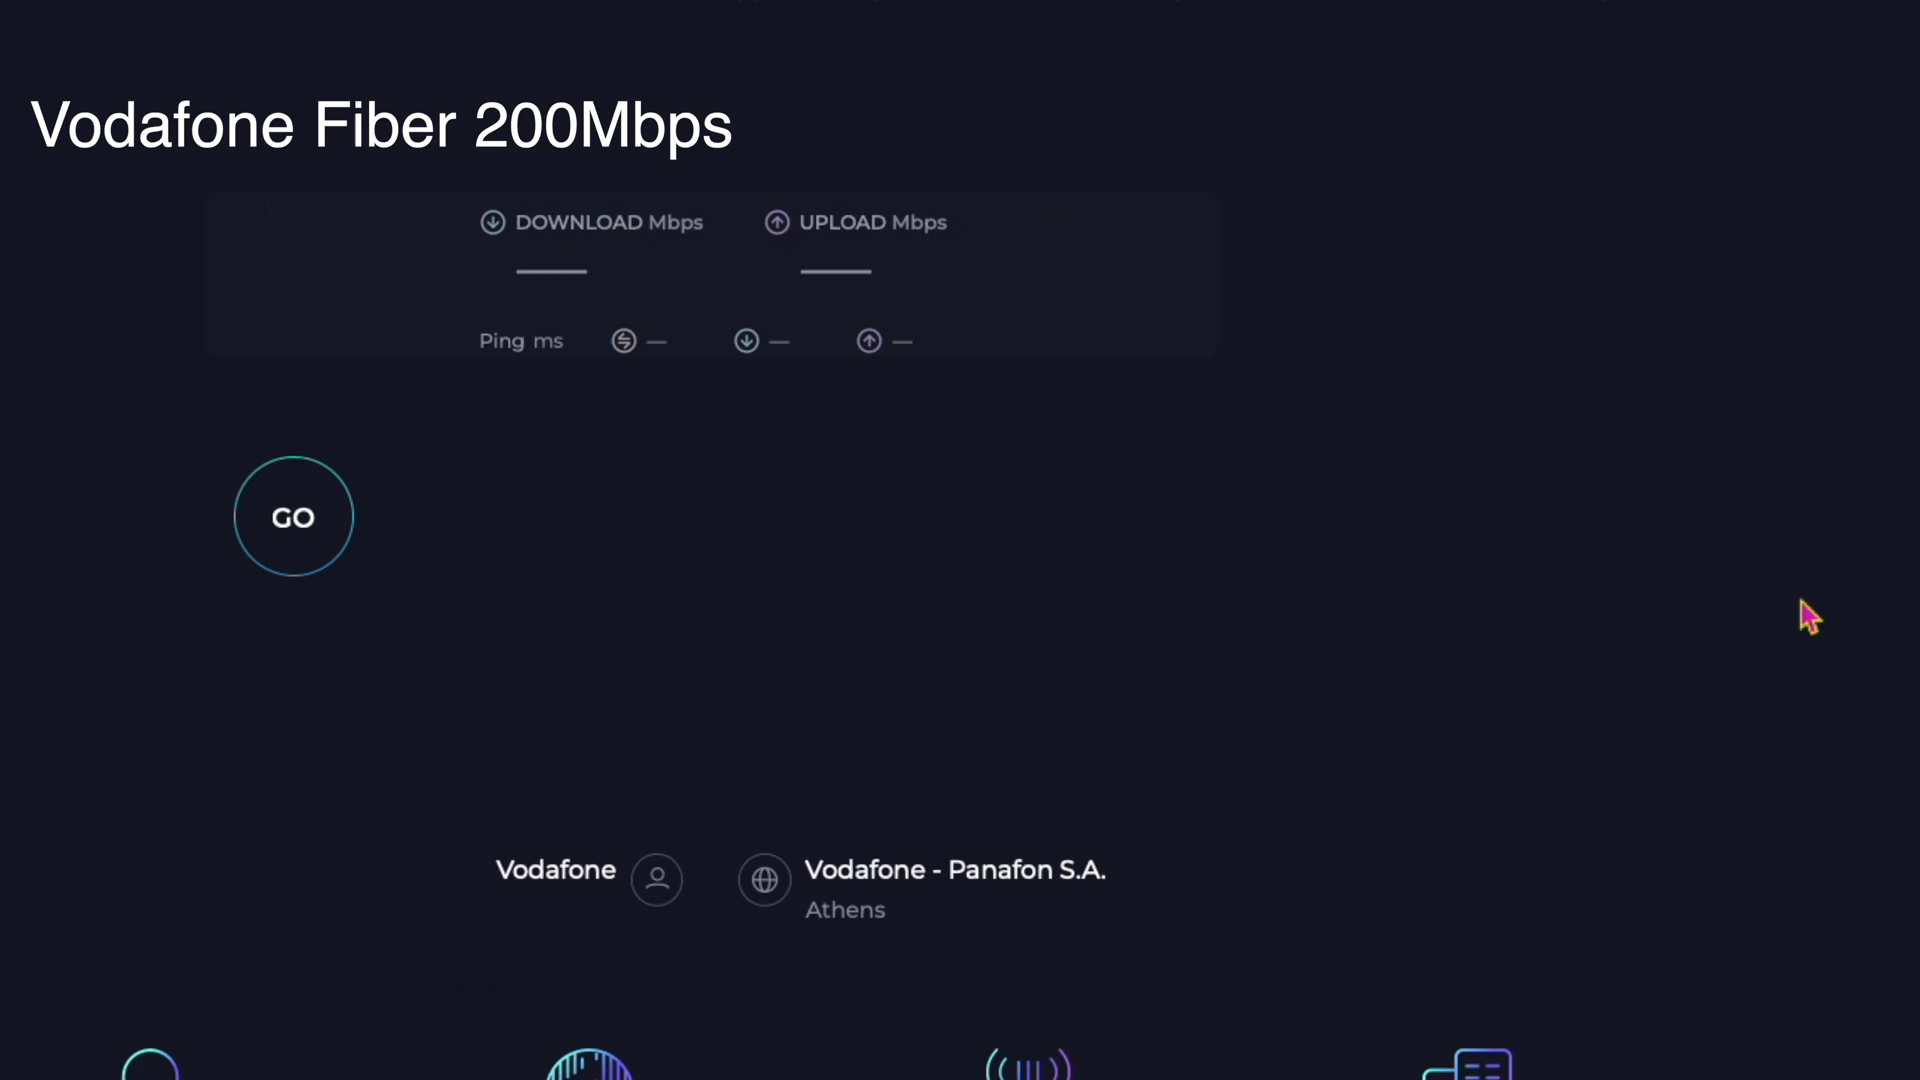 Vodafone Fiber 200Mbps
DOWNLOAD Mbps
UPLOAD Mbps
Ping ms
GO
Vodafone
Vodafone - Panafon S.A.
Athens